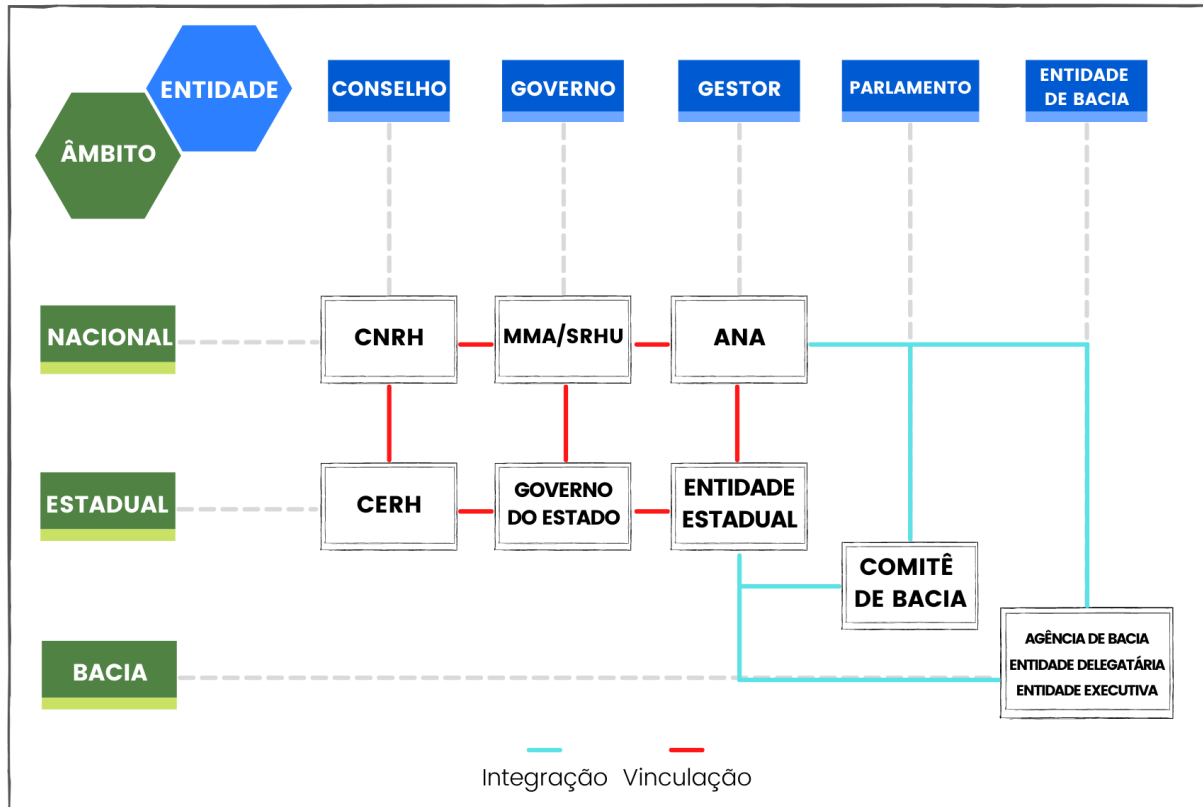 ENTIDADE
ÂMBITO
CONSELHO
GOVERNO
GESTOR
PARLAMENTO
ENTIDADE
DE BACIA
NACIONAL
CNRH
MMA/SRHU
ANA
ESTADUAL
CERH
GOVERNO
DO ESTADO
ENTIDADE
ESTADUAL
COMITÊ
DE BACIA
BACIA
AGÊNCIA DE BACIA
ENTIDADE DELEGATÁRIA
ENTIDADE EXECUTIVA
Integração
Vinculação